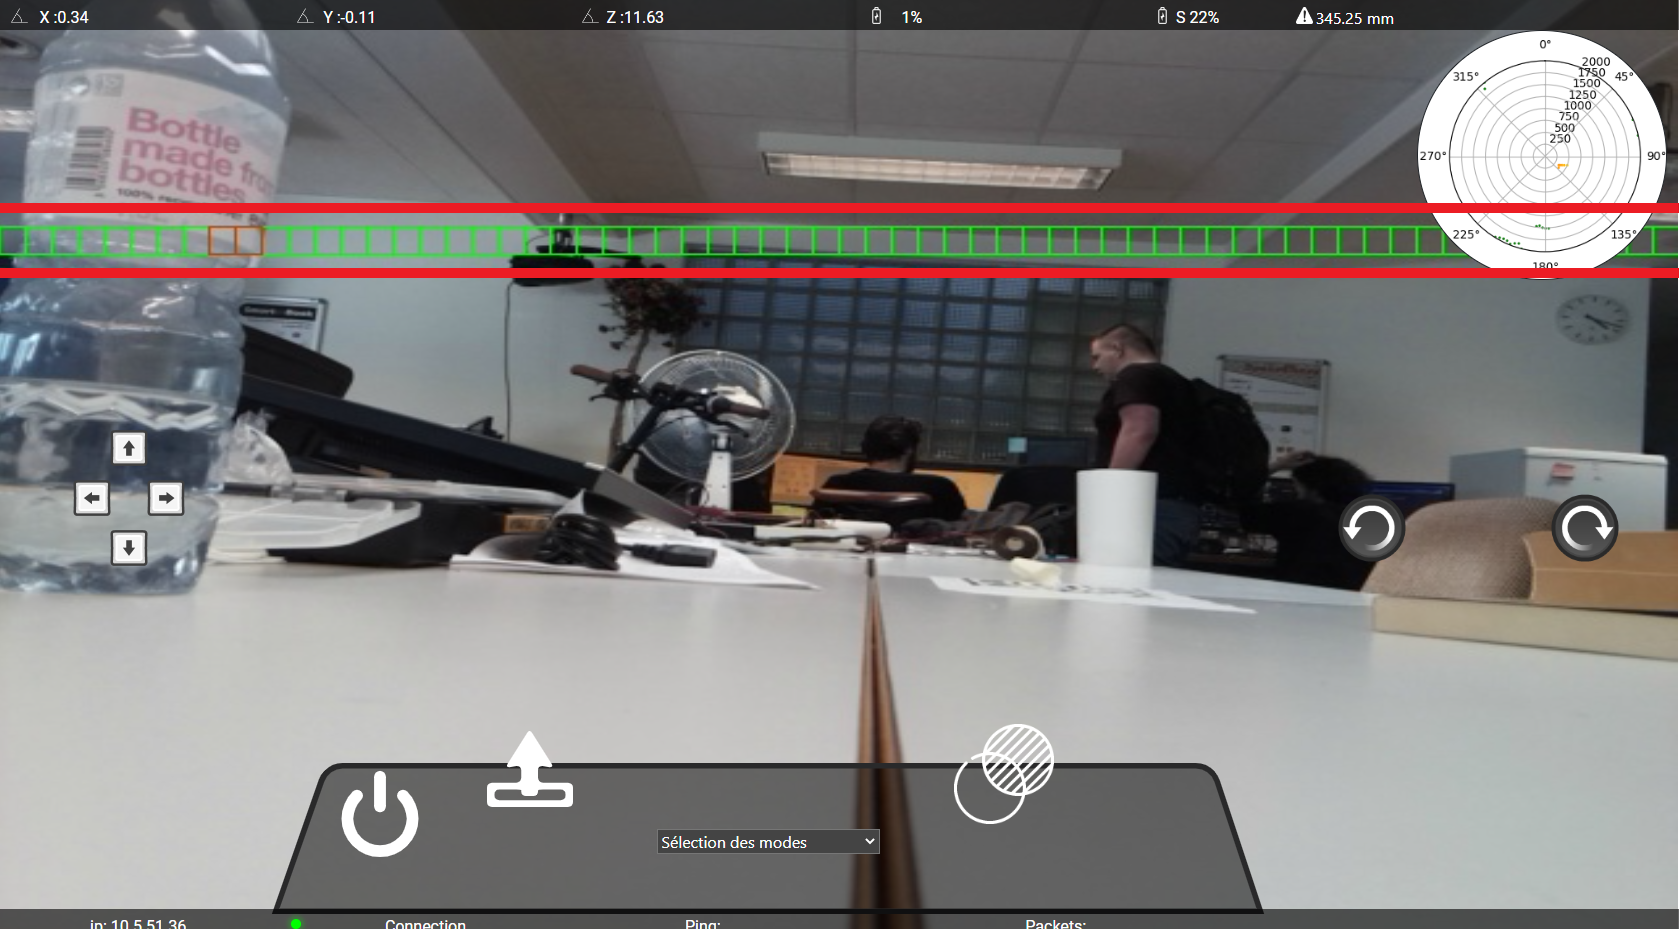 X :0.34
Y :-0.11
Z :11.63
1%
S 22%
345.25 mm
0°
45°
90°
135°
180°
225°
270°
315°
2000
1750
1500
1250
1000
750
500
250
Bottle
made fro
bottles
100%
Sélection des modes
ip: 10.5.51.36
Connection
Ping:
Packets: